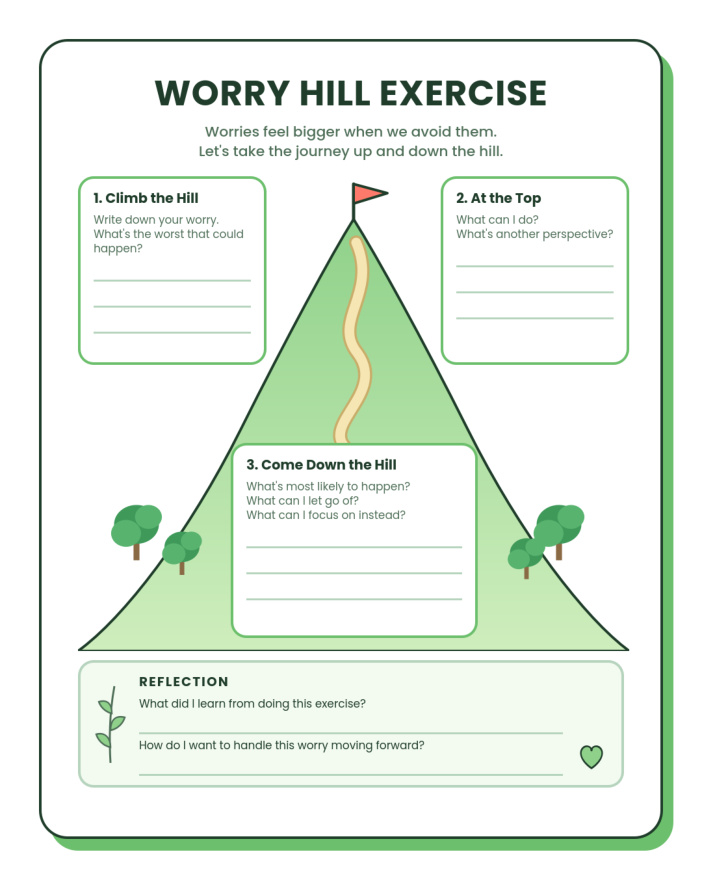 WORRY HILL EXERCISE
Worries feel bigger when we avoid them.
Let's take the journey up and down the hill.
1. Climb the Hill
Write down your worry.
What's the worst that could
happen?
2. At the Top
What can I do?
What's another perspective?
3. Come Down the Hill
What's most likely to happen?
What can I let go of?
What can I focus on instead?
REFLECTION
What did I learn from doing this exercise?
How do I want to handle this worry moving forward?